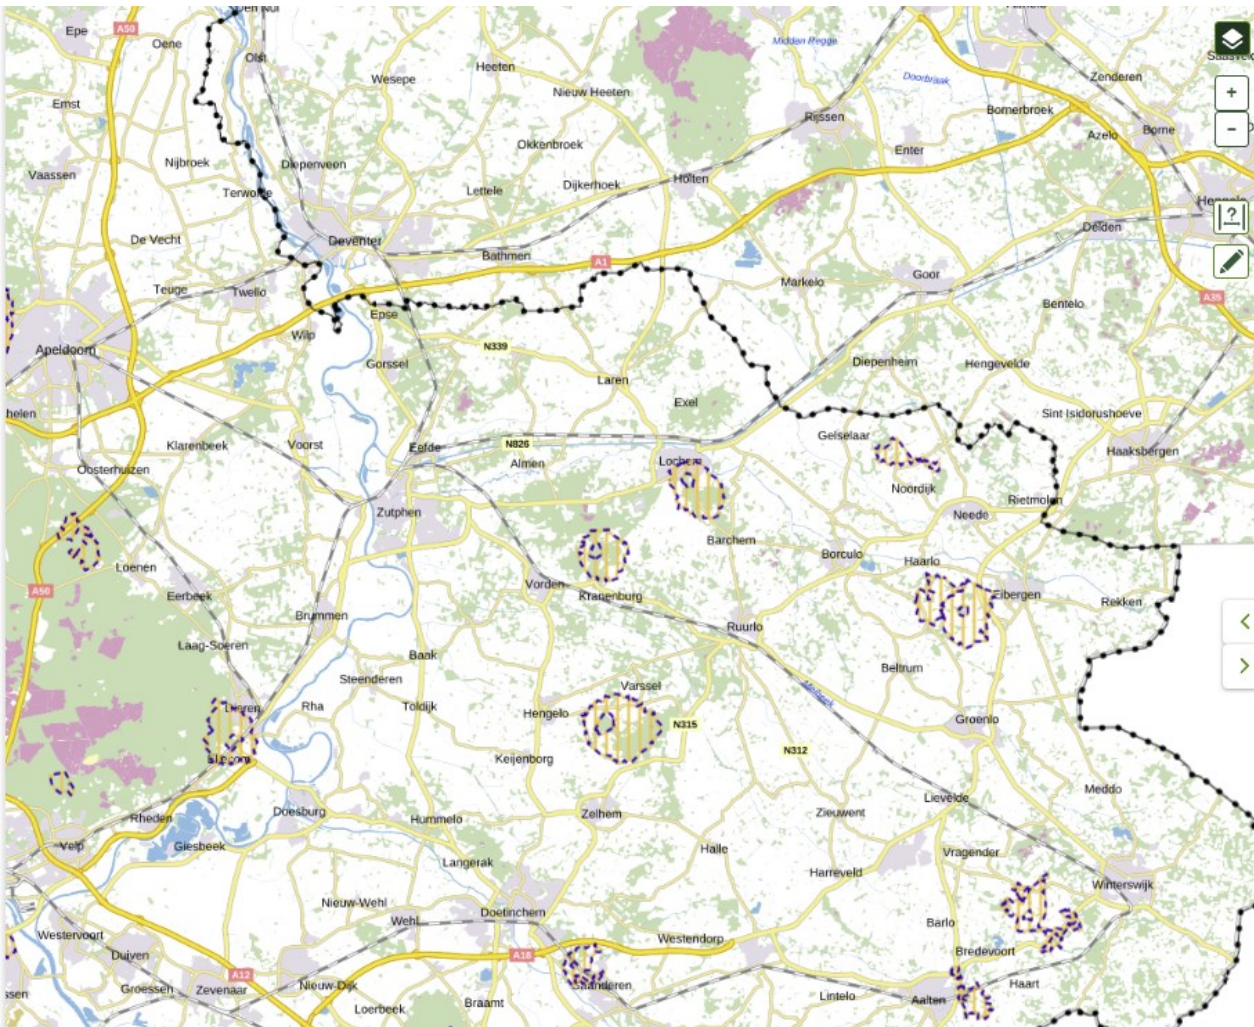 Epe
A50
Oene
Olst
Wesepe
Heeten
Nieuw Heeten
Midden Regge
Doorbraak
Zenderen
Emst
Bornerbroek
Rijssen
Azelo
Borne
Okkenbroek
Enter
Nijbroek
Diepenveen
Vaassen
Holten
Dijkerhoek
Lettele
Terwolde
De Vecht
Deventer
Bathmen
A1
Delden
Teuge
Twello
Goor
Markelo
Bentelo
A35
Epse
Wilp
N339
Apeldoorn
Gorssel
Diepenheim
Hengevelde
Laren
Exel
helen
Sint Isidorushoeve
Klarenbeek
Voorst
Eefde
N826
Gelselaar
Haaksbergen
Oosterhuizen
Almen
Lochem
Noordijk
Rietmolen
Zutphen
Neede
Barchem
Borculo
Haarlo
Loenen
Vorden
A50
Eerbeek
Kranenburg
Eibergen
Rekken
Brummen
Ruurlo
Laag-Soeren
Baak
Beltrum
Steenderen
Varssel
Dieren
Rha
Toldijk
Hengelo
N315
Groenlo
N312
Keijenborg
Meddo
Lievelde
Rheden
Doesburg
Hummelo
Zelhem
Zieuwent
Velp
Giesbeek
Halle
Vragender
Langerak
Harreveld
Winterswijk
Nieuw-Wehl
Doetinchem
Wehl
Barlo
Westervoort
Westendorp
Bredevoort
Duiven
A18
A12
Groessen
Zevenaar
Nieuw-Dijk
Haart
Lintelo
Aalten
Loerbeek
Braamt